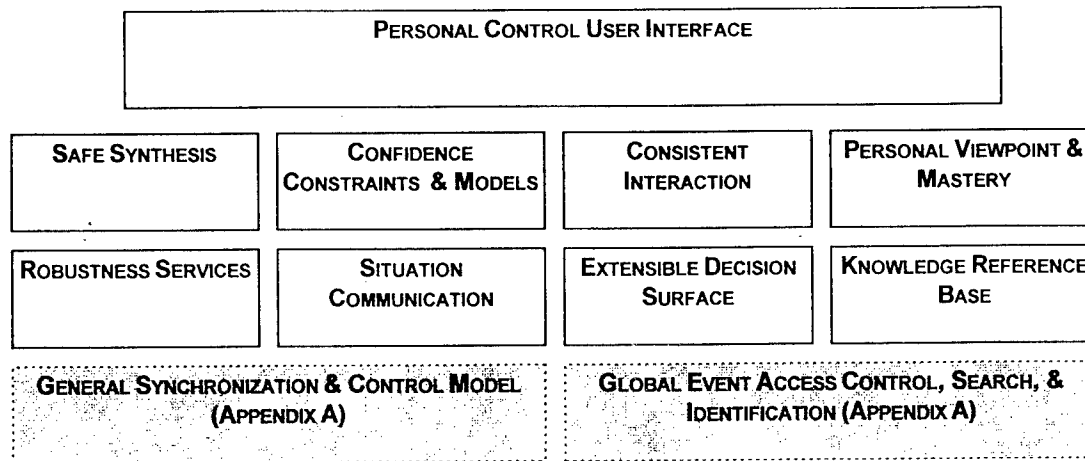 PERSONAL CONTROL USER INTERFACE
SAFE SYNTHESIS
CONFIDENCE
CONSTRAINTS & MODELS
CONSISTENT
INTERACTION
PERSONAL VIEWPOINT &
MASTERY
ROBUSTNESS SERVICES
SITUATION
COMMUNICATION
EXTENSIBLE DECISION
SURFACE
KNOWLEDGE REFERENCE
BASE
GENERAL SYNCHRONIZATION & CONTROL MODEL
(APPENDIX A)
GLOBAL EVENT ACCESS CONTROL, SEARCH, &
IDENTIFICATION (APPENDIX A)